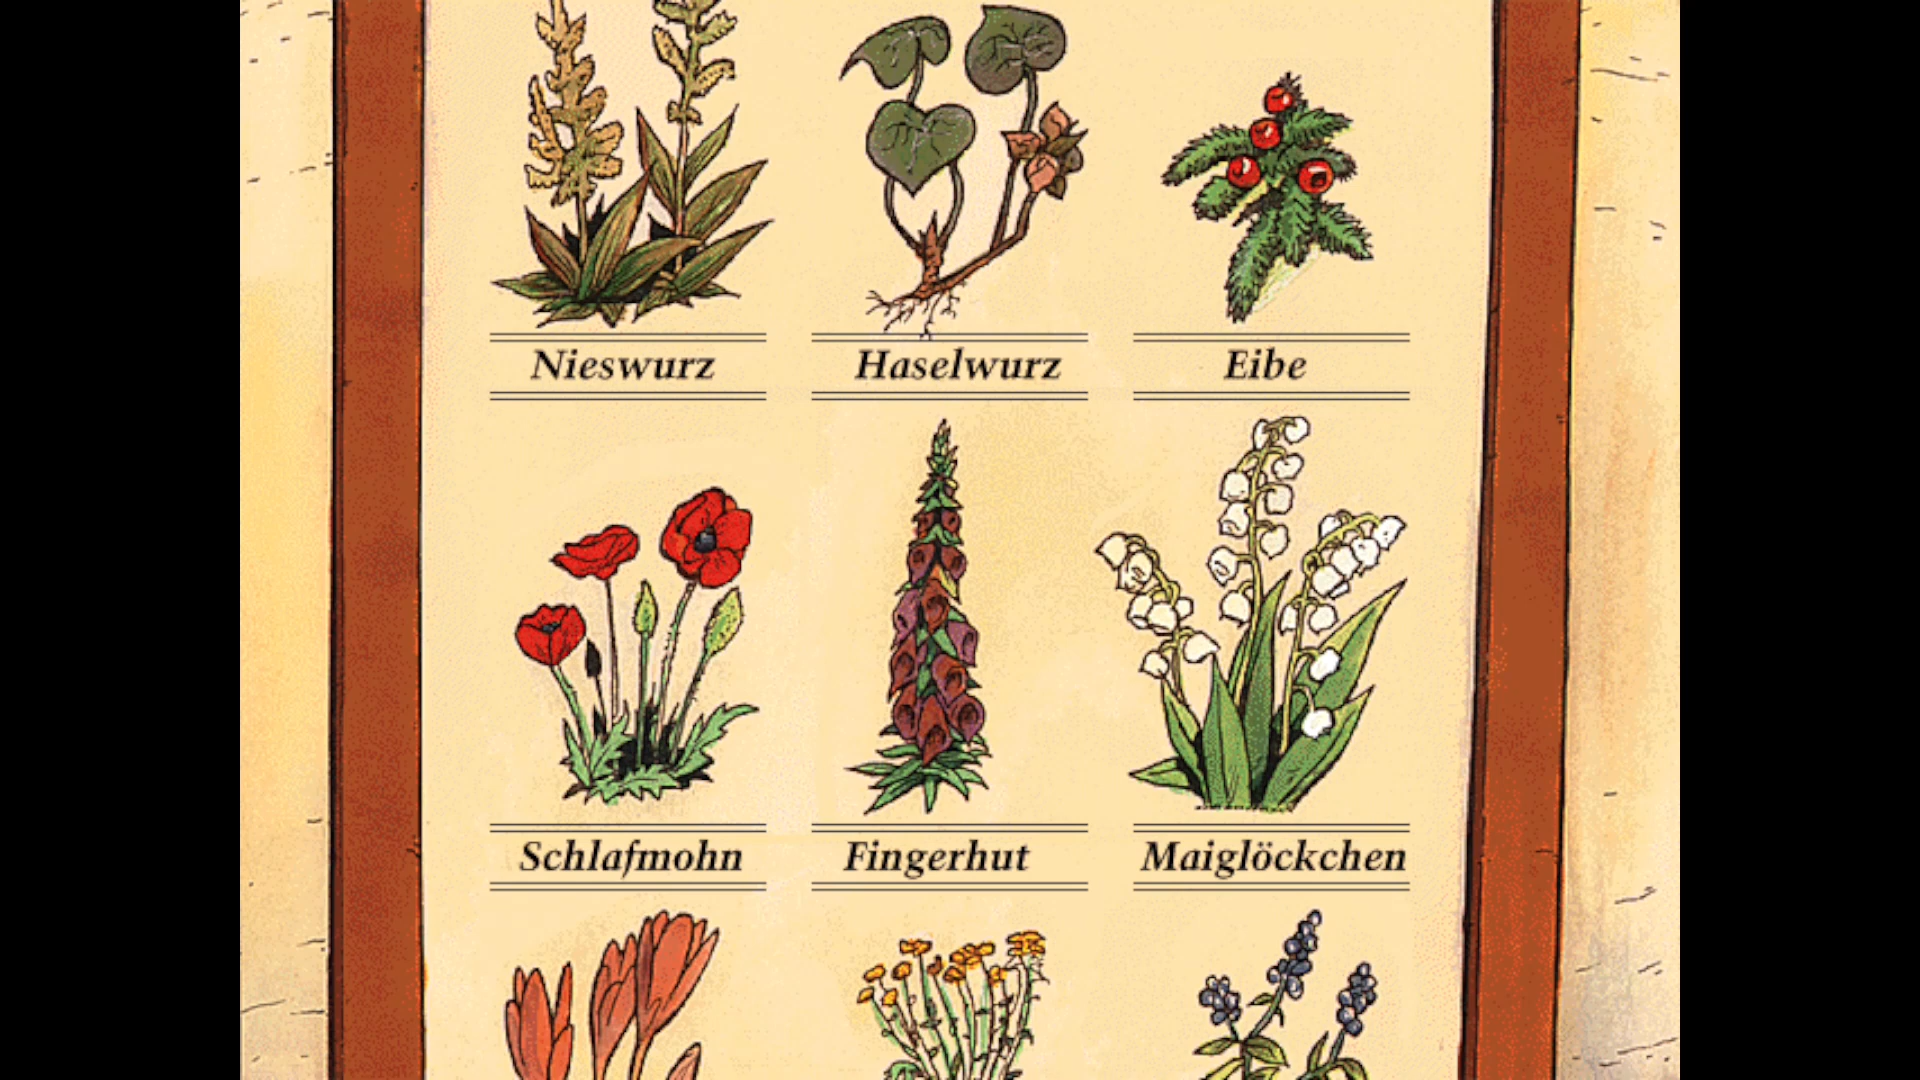 Nieswurz
Haselwurz
Eibe
Schlafmohn
Fingerhut
Maiglöckchen